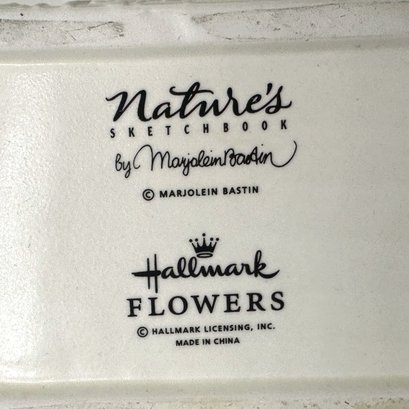 Nature's
SKETCHBOOK
by Marjolein Bastin
© MARJOLEIN BASTIN
Hallmark
FLOWERS
© HALLMARK LICENSING, INC.
MADE IN CHINA